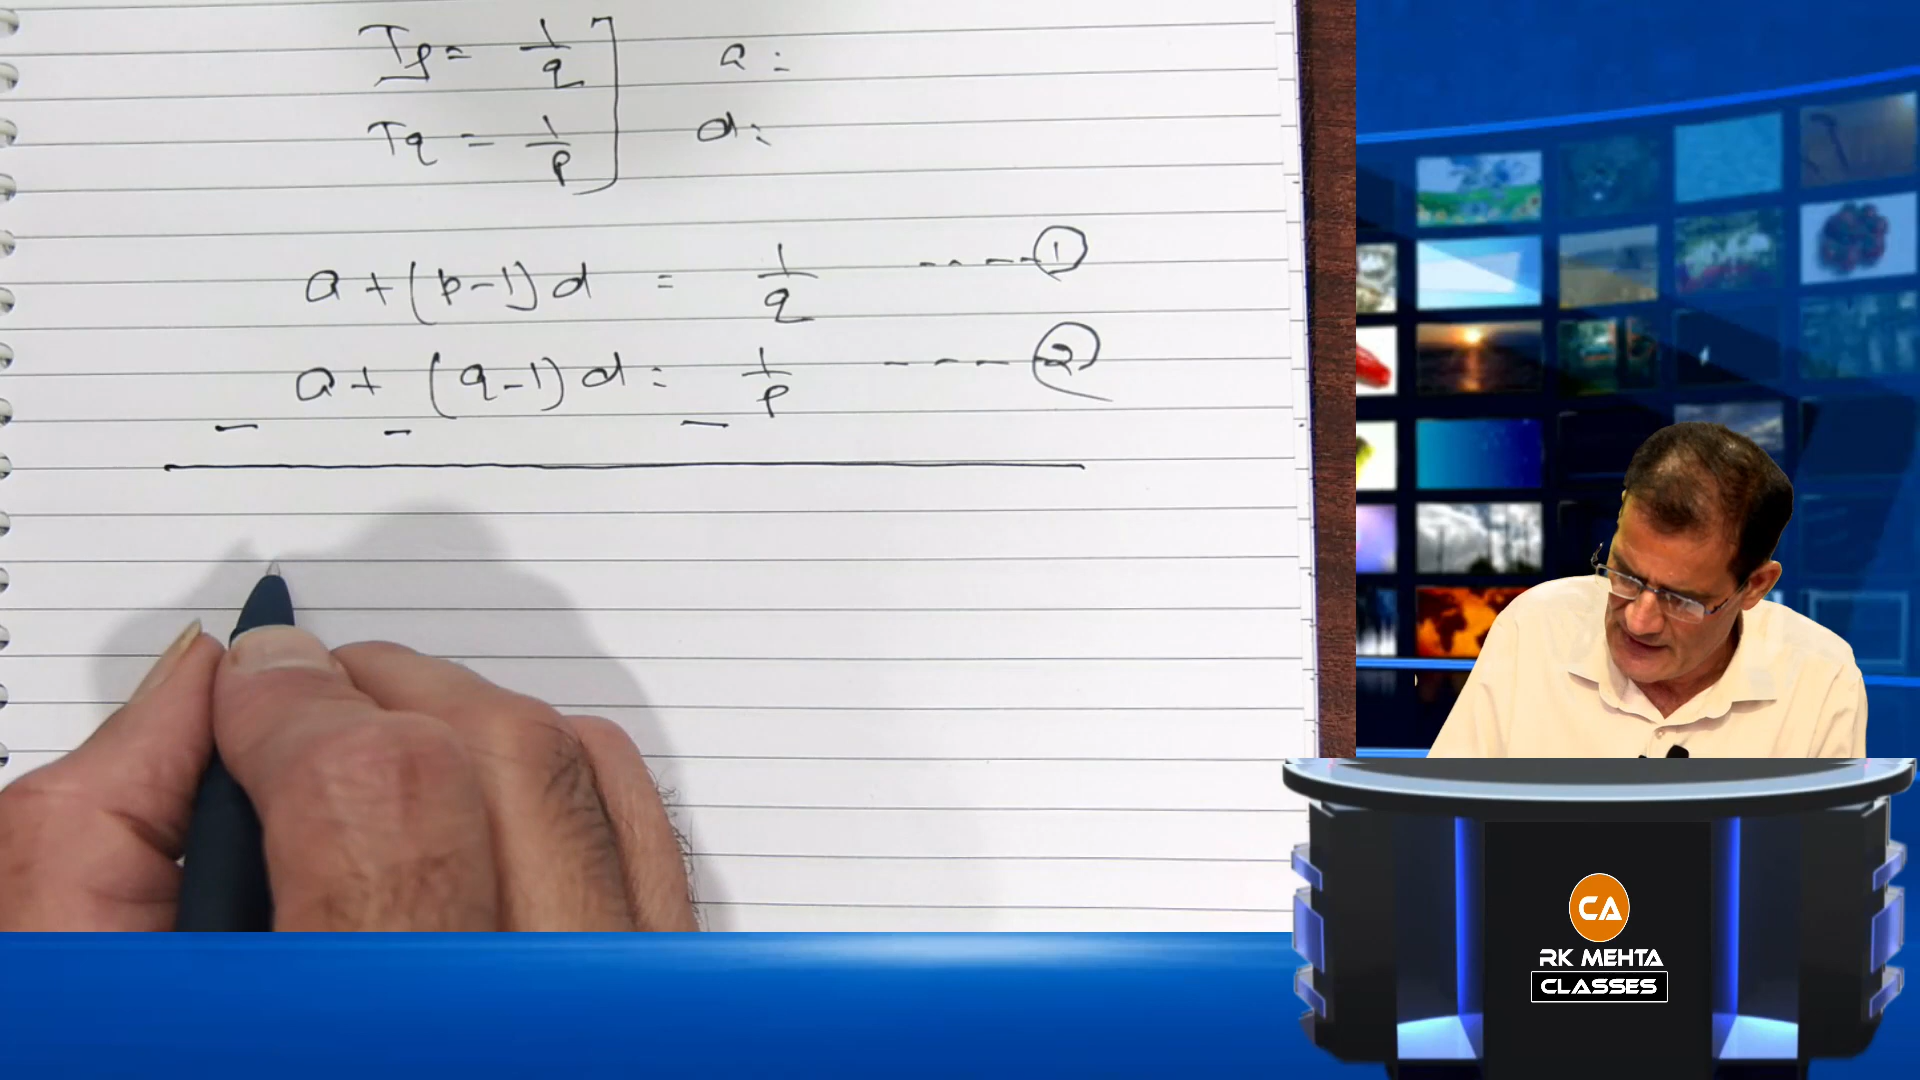 Tp = 1/q] a =
Tq = 1/p] d =
a + (p-1)d = 1/q ----①
a + (q-1)d = 1/p ----②
- - -
CA
RK MEHTA
CLASSES